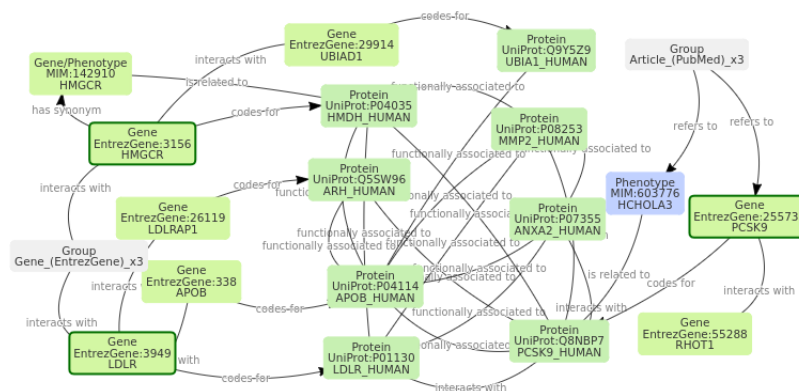 codes for
Gene
EntrezGene:29914
UBIAD1
Protein
UniProt:Q9Y5Z9
UBIA1_HUMAN
Group
Article_(PubMed)_x3
interacts with
Gene/Phenotype
MIM:142910
HMGCR
is related to
functionally associated to
Protein
UniProt:P04035
HMDH_HUMAN
has synonym
codes for
Protein
UniProt:P08253
MMP2_HUMAN
refers to
refers to
Gene
EntrezGene:3156
HMGCR
functionally associated to
associated to
Protein
UniProt:Q5SW96
ARH_HUMAN
codes for
interacts with
Phenotype
MIM:603776
HCHOLA3
Gene
EntrezGene:25573
PCSK9
Gene
EntrezGene:26119
LDLRAP1
Protein
UniProt:P07355
ANXA2_HUMAN
functionally associated to
functionally associated to
Group
Gene_(EntrezGene)_x3
Protein
UniProt:P04114
APOB_HUMAN
is related to
codes for
Gene
EntrezGene:338
APOB
interacts with
codes for
interacts with
functionally associated to
interacts with
Protein
UniProt:Q8NBP7
PCSK9_HUMAN
Gene
EntrezGene:55288
RHOT1
Gene
EntrezGene:3949
LDLR
with
Protein
UniProt:P01130
LDLR_HUMAN
associated to
codes for
interacts with